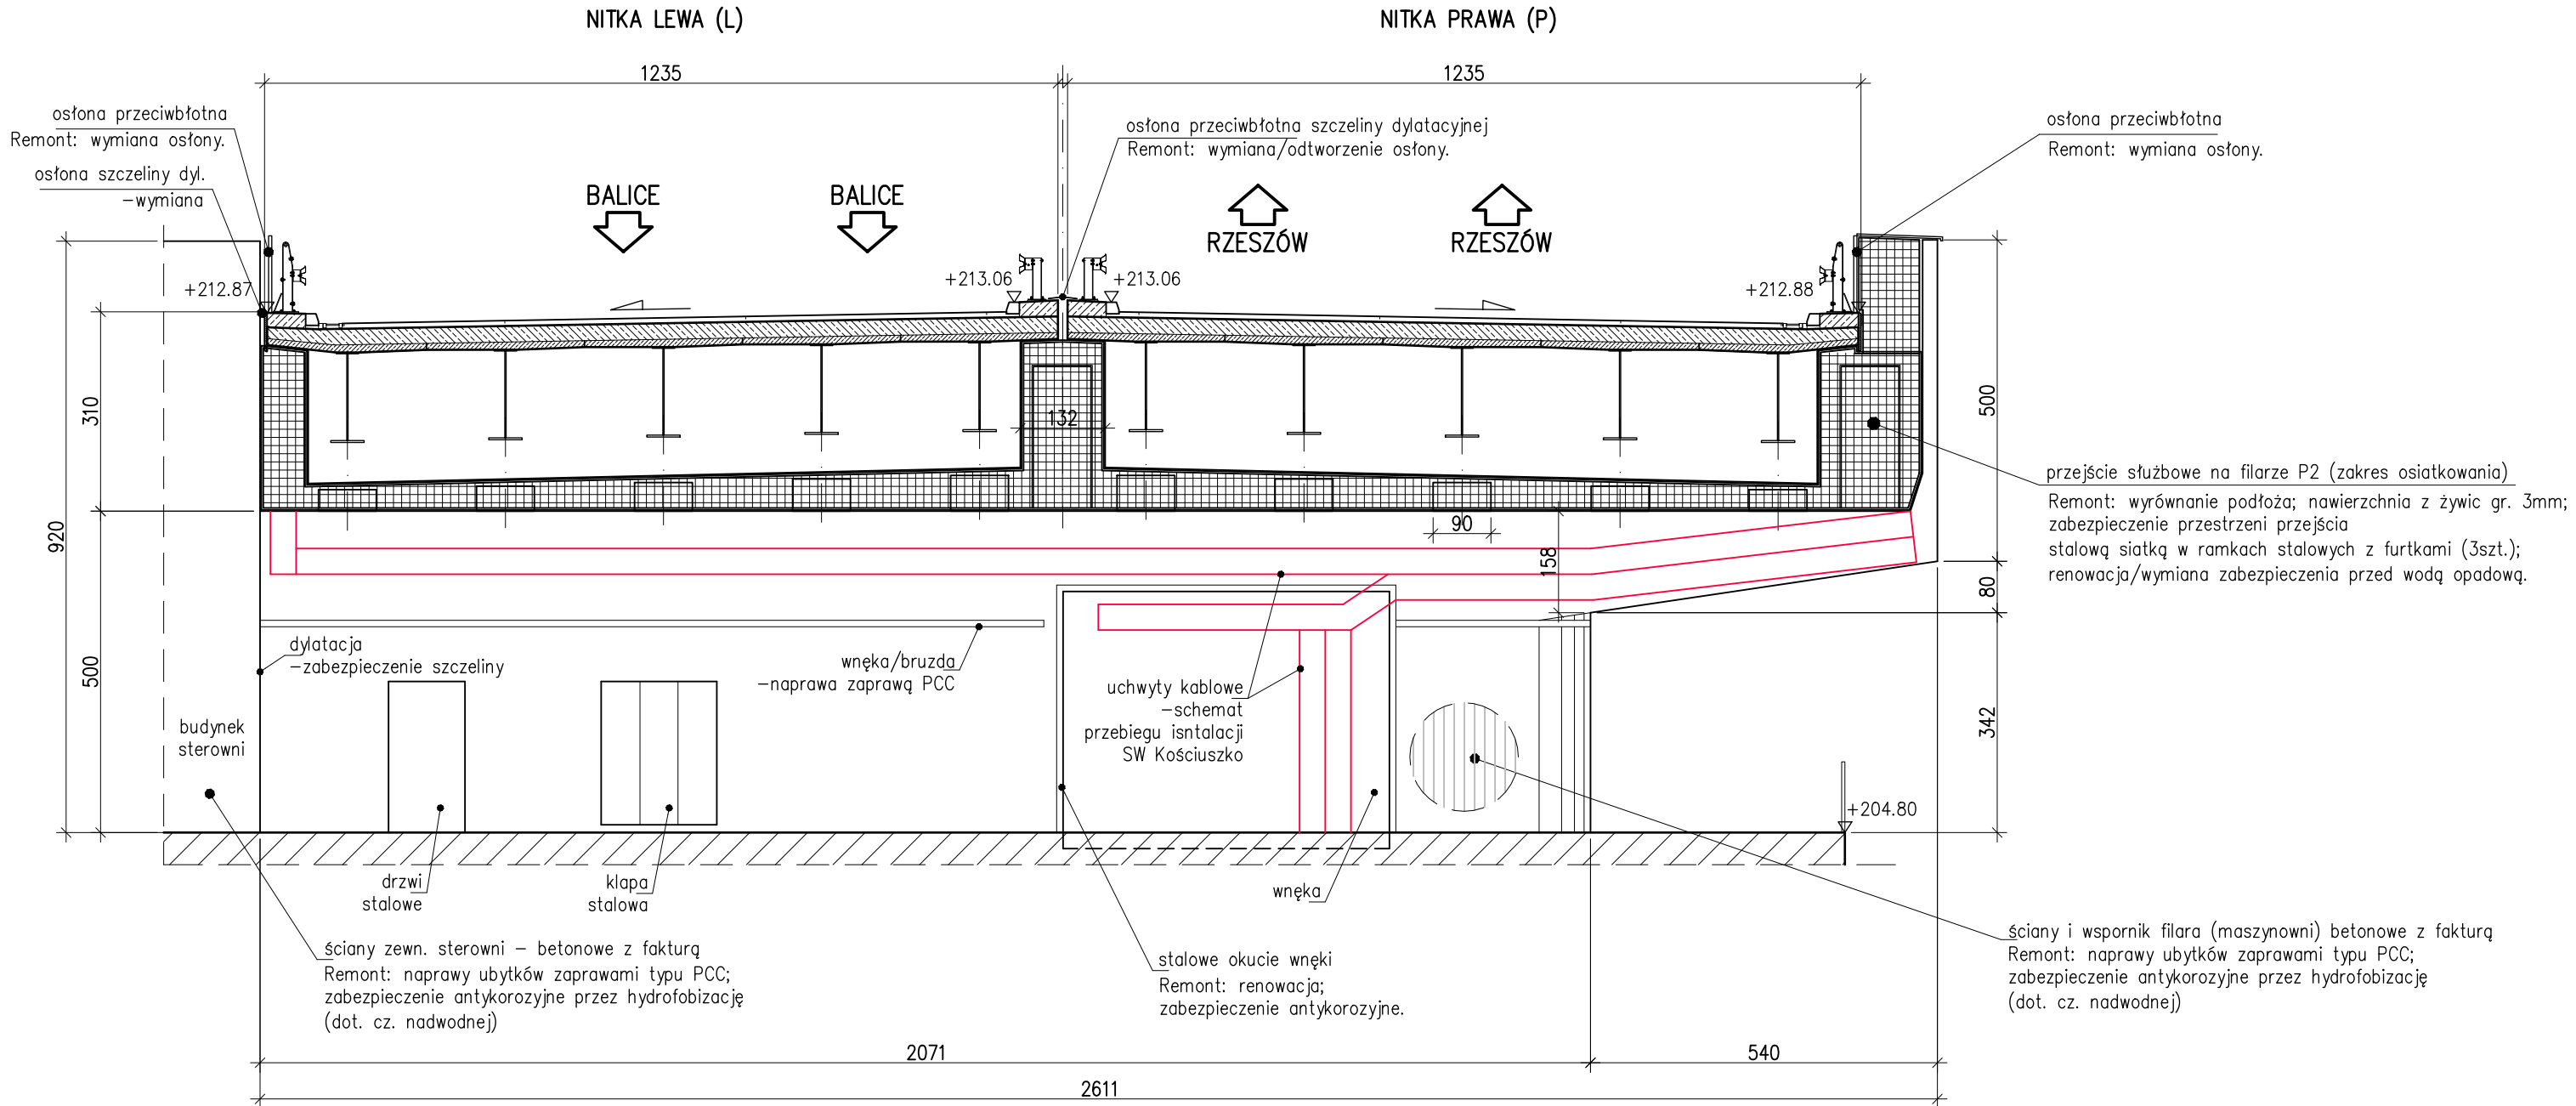 NITKA LEWA (L)
NITKA PRAWA (P)
1235
1235
osłona przeciwbłotna
Remont: wymiana osłony.
osłona szczeliny dyl.
-wymiana
osłona przeciwbłotna szczeliny dylatacyjnej
Remont: wymiana/odtworzenie osłony.
osłona przeciwbłotna
Remont: wymiana osłony.
BALICE
BALICE
RZESZÓW
RZESZÓW
+212.87
+213.06
+213.06
+212.88
920
310
500
132
90
158
500
80
342
przejście służbowe na filarze P2 (zakres osiatkowania)
Remont: wyrównanie podłoża; nawierzchnia z żywic gr. 3mm;
zabezpieczenie przestrzeni przejścia
stalową siatką w ramkach stalowych z furtkami (3szt.);
renowacja/wymiana zabezpieczenia przed wodą opadową.
dylatacja
-zabezpieczenie szczeliny
wnęka/bruzda
-naprawa zaprawą PCC
uchwyty kablowe
-schemat
przebiegu isntalacji
SW Kościuszko
budynek
sterowni
+204.80
drzwi
stalowe
klapa
stalowa
wnęka
ściany zewn. sterowni - betonowe z fakturą
Remont: naprawy ubytków zaprawami typu PCC;
zabezpieczenie antykorozyjne przez hydrofobizację
(dot. cz. nadwodnej)
stalowe okucie wnęki
Remont: renowacja;
zabezpieczenie antykorozyjne.
ściany i wspornik filara (maszynowni) betonowe z fakturą
Remont: naprawy ubytków zaprawami typu PCC;
zabezpieczenie antykorozyjne przez hydrofobizację
(dot. cz. nadwodnej)
2071
540
2611